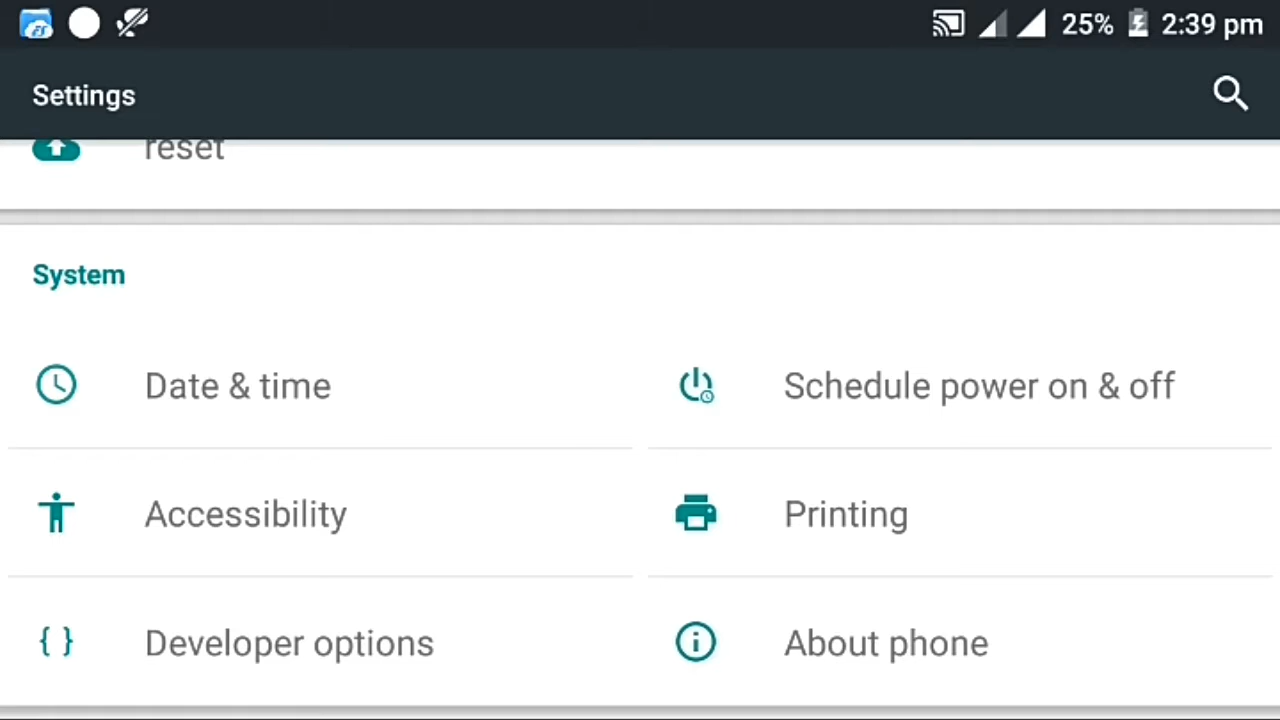 25% 2:39 pm
Settings
reset
System
Date & time
Schedule power on & off
Accessibility
Printing
{ } Developer options
About phone